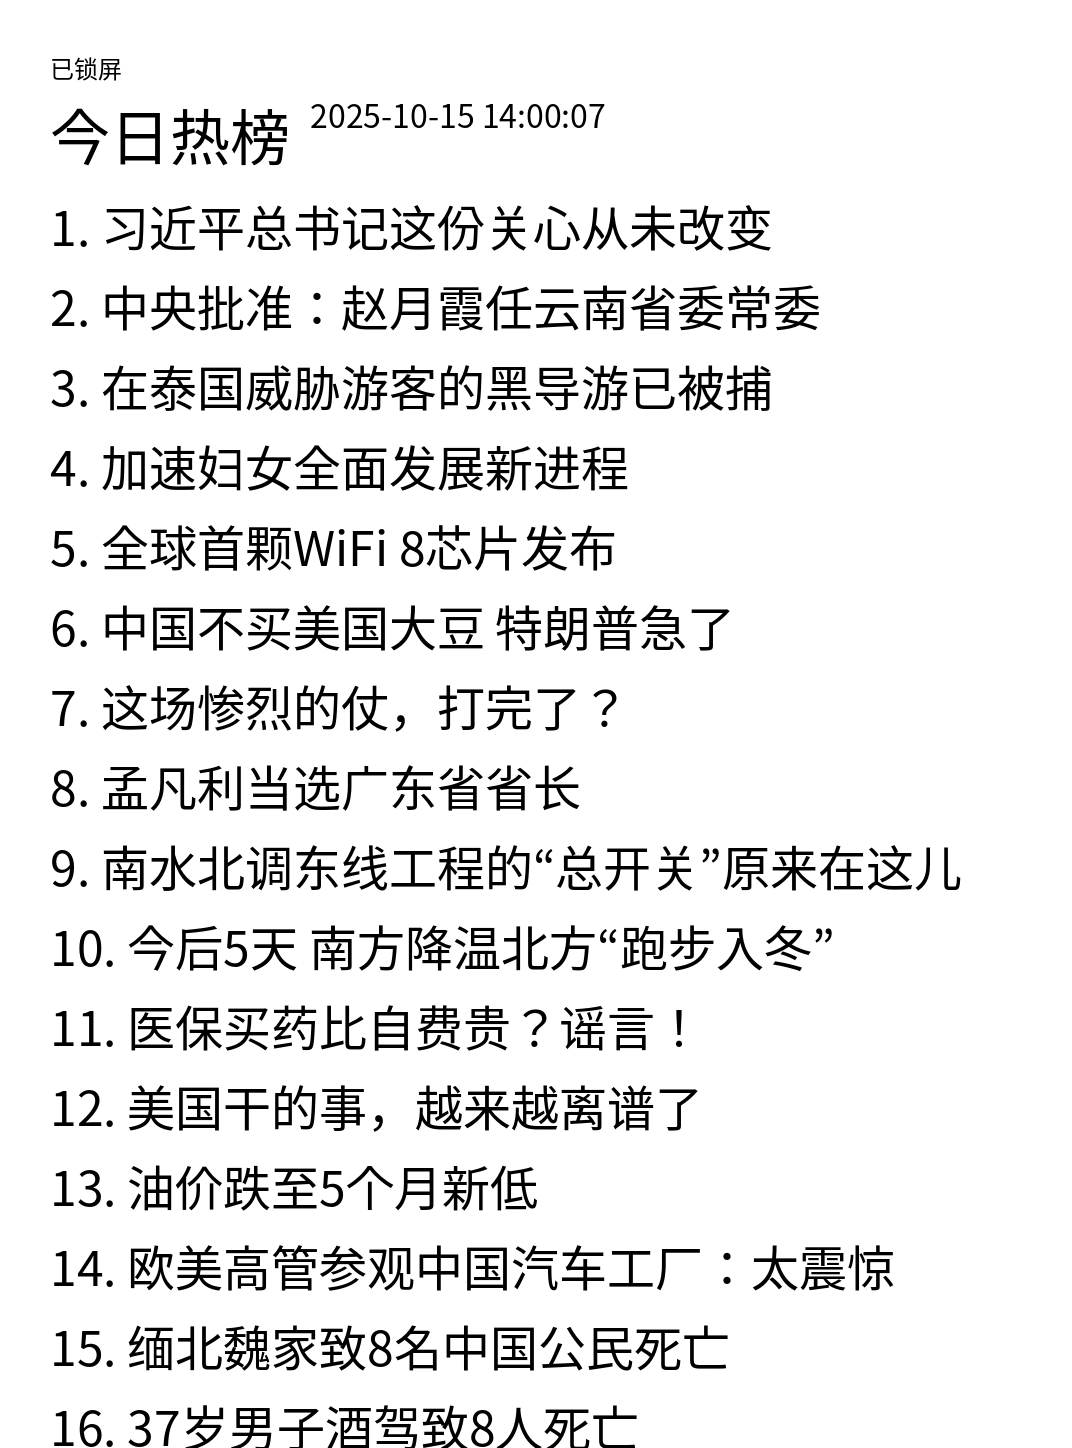 已锁屏
今日热榜 2025-10-15 14:00:07
1. 习近平总书记这份关心从未改变
2. 中央批准：赵月霞任云南省委常委
3. 在泰国威胁游客的黑导游已被捕
4. 加速妇女全面发展新进程
5. 全球首颗WiFi 8芯片发布
6. 中国不买美国大豆 特朗普急了
7. 这场惨烈的仗，打完了？
8. 孟凡利当选广东省省长
9. 南水北调东线工程的“总开关”原来在这儿
10. 今后5天 南方降温北方“跑步入冬”
11. 医保买药比自费贵？谣言！
12. 美国干的事，越来越离谱了
13. 油价跌至5个月新低
14. 欧美高管参观中国汽车工厂：太震惊
15. 缅北魏家致8名中国公民死亡
16. 37岁男子酒驾致8人死亡